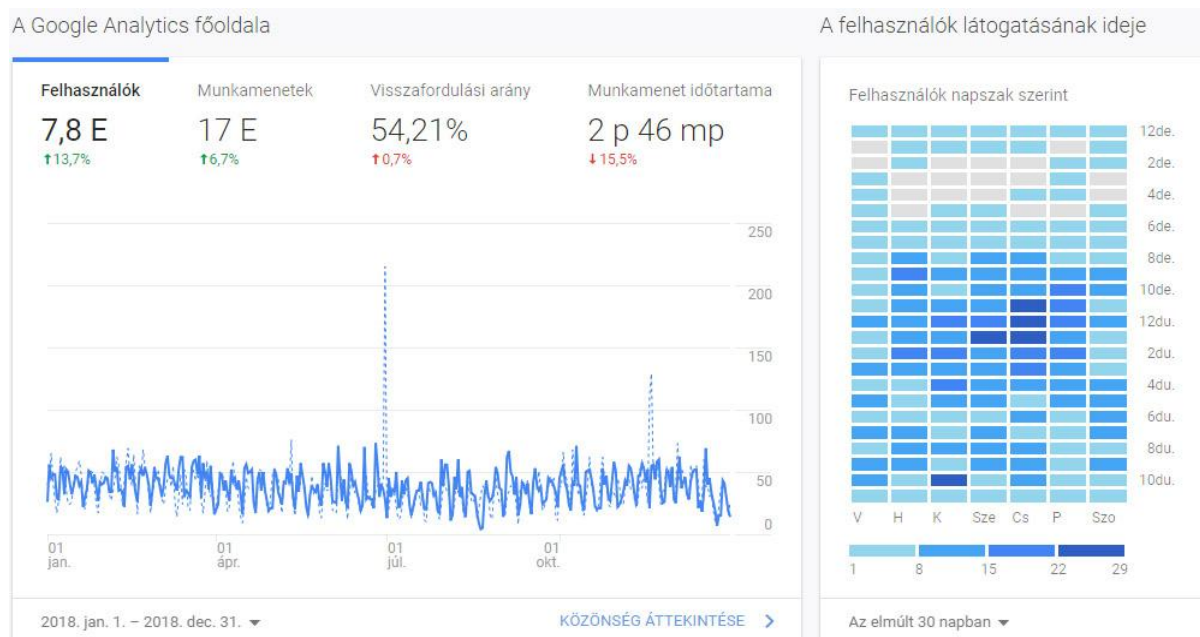 A Google Analytics főoldala
Felhasználók Munkamenetek Visszafordulási arány Munkamenet időtartama
7,8 E 17 E 54,21% 2 p 46 mp
↑13,7% ↑6,7% ↑0,7% ↓15,5%
250
200
150
100
50
0
01 01 01 01
jan. ápr. júl. okt.
2018. jan. 1. – 2018. dec. 31. KÖZÖNSÉG ÁTTEKINTÉSE
A felhasználók látogatásának ideje
Felhasználók napszak szerint
12de.
2de.
4de.
6de.
8de.
10de.
12du.
2du.
4du.
6du.
8du.
10du.
V H K Sze Cs P Szo
1 8 15 22 29
Az elmúlt 30 napban